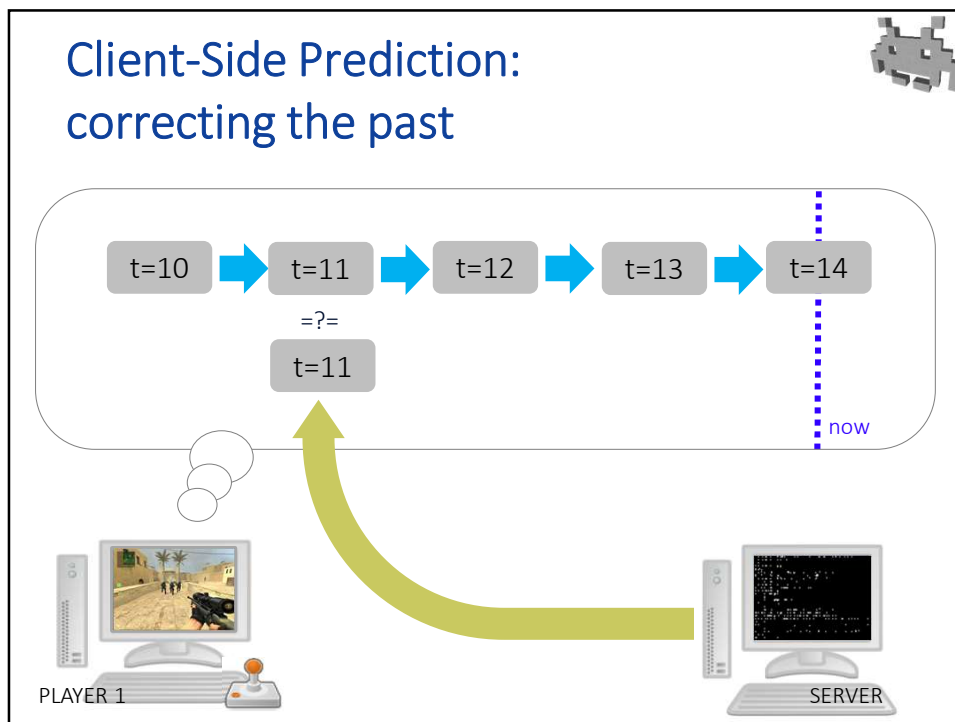 Client-Side Prediction:
correcting the past
t=10 t=11 t=12 t=13 t=14
=?=
t=11
now
PLAYER 1 SERVER